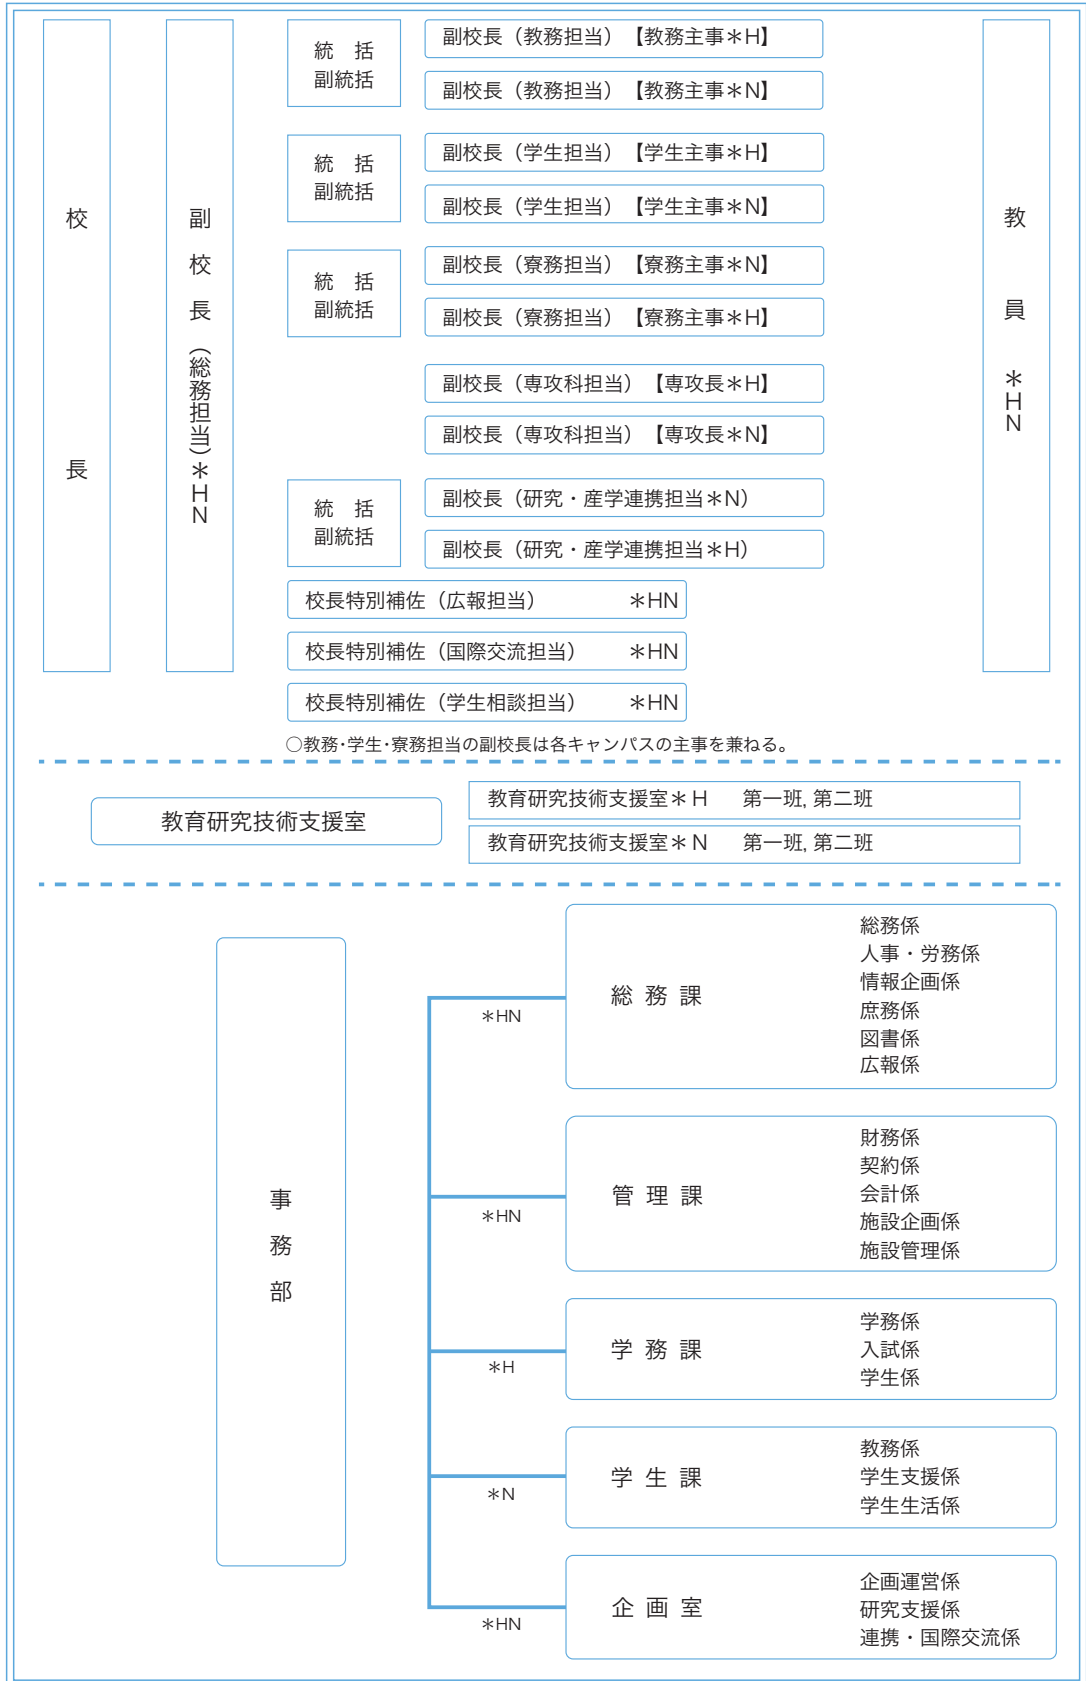 校長
副校長（総務担当）＊HN
統　括
副統括
副校長（教務担当）【教務主事＊H】
副校長（教務担当）【教務主事＊N】
統　括
副統括
副校長（学生担当）【学生主事＊H】
副校長（学生担当）【学生主事＊N】
統　括
副統括
副校長（寮務担当）【寮務主事＊N】
副校長（寮務担当）【寮務主事＊H】
副校長（専攻科担当）【専攻長＊H】
副校長（専攻科担当）【専攻長＊N】
統　括
副統括
副校長（研究・産学連携担当＊N）
副校長（研究・産学連携担当＊H）
校長特別補佐（広報担当）　＊HN
校長特別補佐（国際交流担当）　＊HN
校長特別補佐（学生相談担当）　＊HN
教員　＊HN
○教務・学生・寮務担当の副校長は各キャンパスの主事を兼ねる。
教育研究技術支援室
教育研究技術支援室＊H　第一班, 第二班
教育研究技術支援室＊N　第一班, 第二班
事務部
＊HN
総務課
総務係
人事・労務係
情報企画係
庶務係
図書係
広報係
＊HN
管理課
財務係
契約係
会計係
施設企画係
施設管理係
＊H
学務課
学務係
入試係
学生係
＊N
学生課
教務係
学生支援係
学生生活係
＊HN
企画室
企画運営係
研究支援係
連携・国際交流係